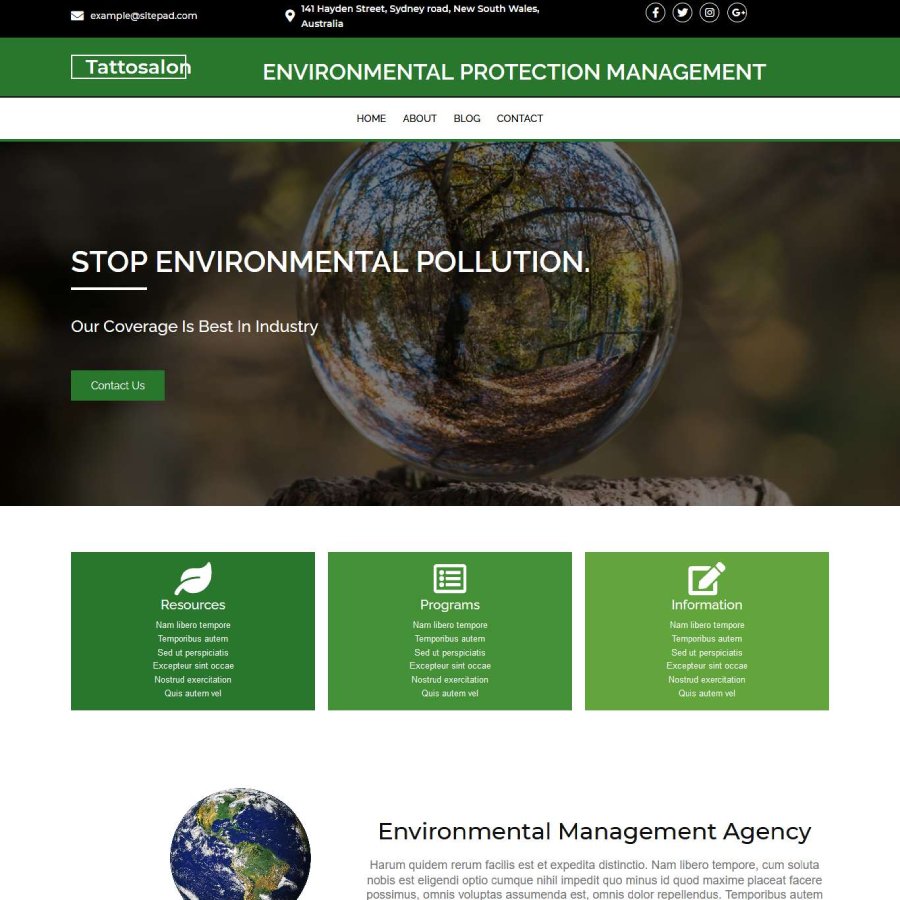 example@sitepad.com
141 Hayden Street, Sydney road, New South Wales,
Australia
Tattosalon
ENVIRONMENTAL PROTECTION MANAGEMENT
HOME ABOUT BLOG CONTACT
STOP ENVIRONMENTAL POLLUTION.
Our Coverage Is Best In Industry
Contact Us
Resources
Nam libero tempore
Temporibus autem
Sed ut perspiciatis
Excepteur sint occae
Nostrud exercitation
Quis autem vel
Programs
Nam libero tempore
Temporibus autem
Sed ut perspiciatis
Excepteur sint occae
Nostrud exercitation
Quis autem vel
Information
Nam libero tempore
Temporibus autem
Sed ut perspiciatis
Excepteur sint occae
Nostrud exercitation
Quis autem vel
Environmental Management Agency
Harum quidem rerum facilis est et expedita distinctio. Nam libero tempore, cum soluta
nobis est eligendi optio cumque nihil impedit quo minus id quod maxime placeat facere
possimus, omnis voluptas assumenda est, omnis dolor repellendus. Temporibus autem